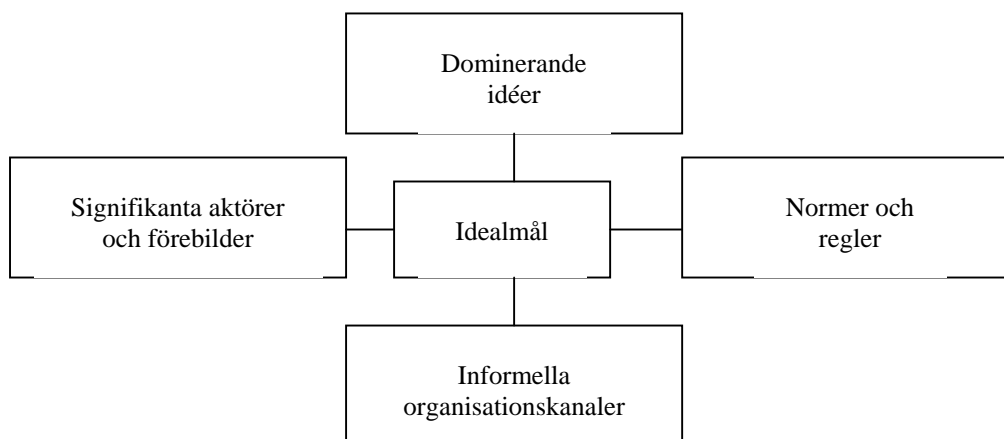 Dominerande
idéer
Signifikanta aktörer
och förebilder
Idealmål
Normer och
regler
Informella
organisationskanaler